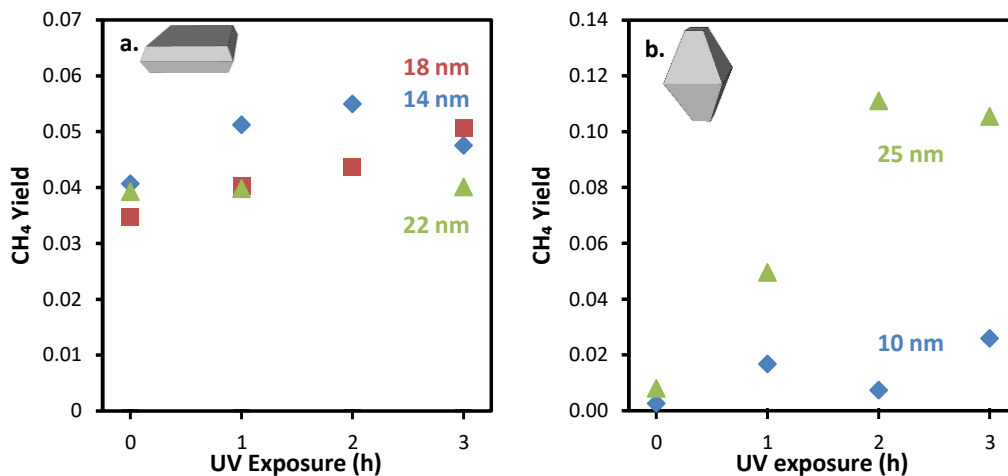 a.
0.07
0.06
0.05
0.04
0.03
0.02
0.01
0
CH₄ Yield
18 nm
14 nm
22 nm
0 1 2 3
UV Exposure (h)
b.
0.14
0.12
0.10
0.08
0.06
0.04
0.02
0.00
CH₄ Yield
25 nm
10 nm
0 1 2 3
UV exposure (h)